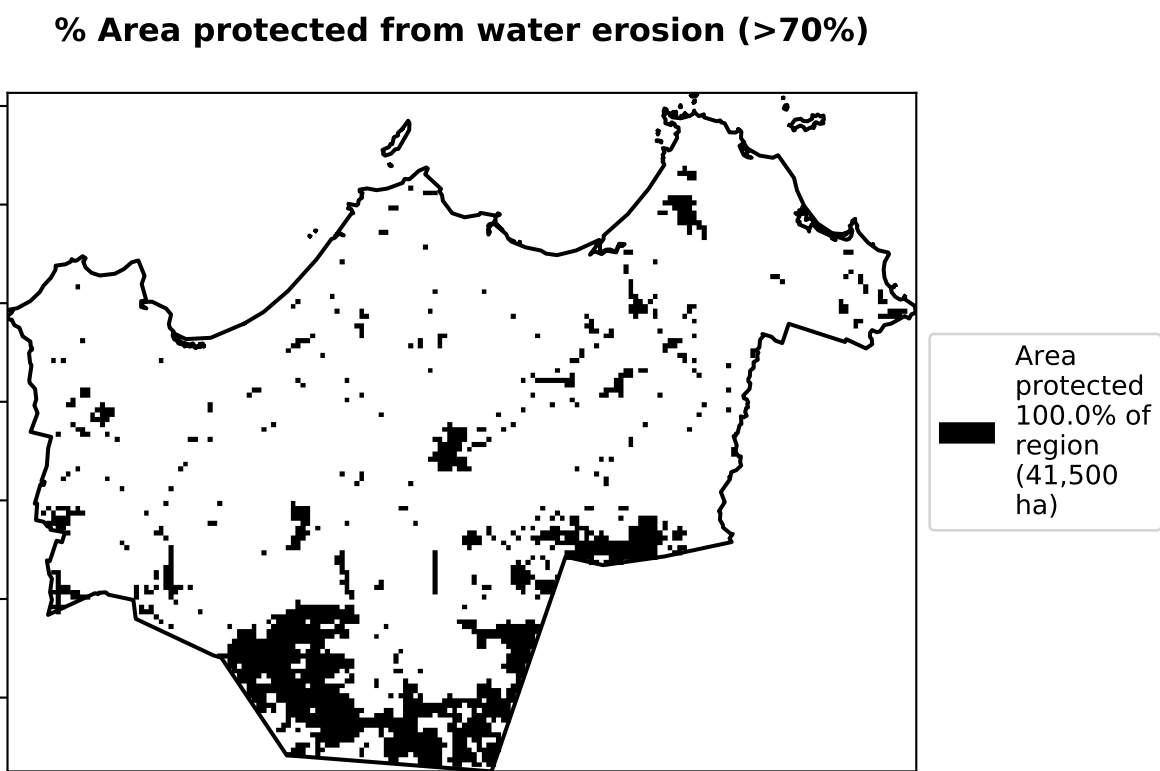 % Area protected from water erosion (>70%)
Area
protected
100.0% of
region
(41,500
ha)